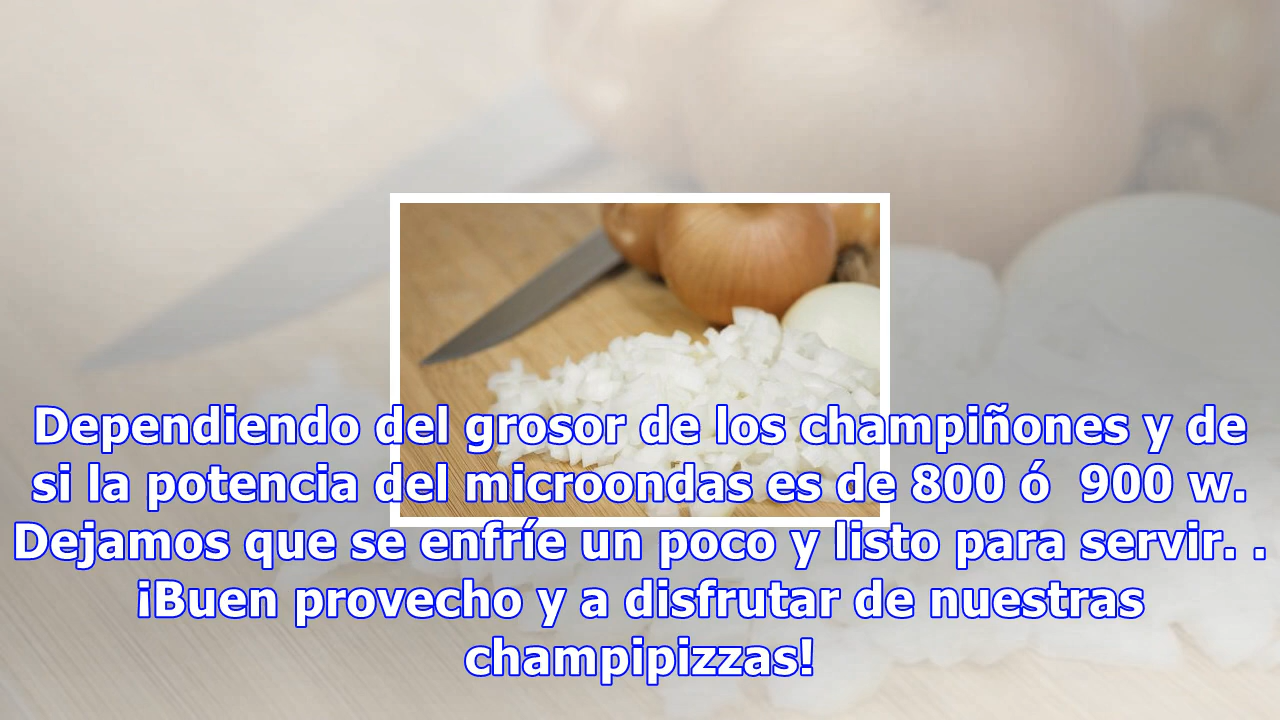 Dependiendo del grosor de los champiñones y de
si la potencia del microondas es de 800 ó  900 w.
Dejamos que se enfríe un poco y listo para servir. .
¡Buen provecho y a disfrutar de nuestras
champipizzas!